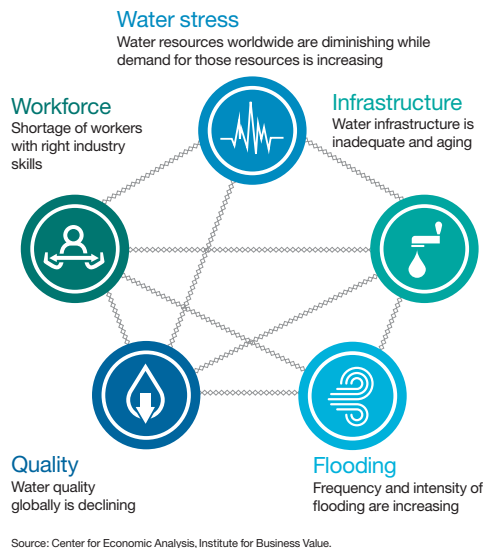 Water stress
Water resources worldwide are diminishing while
demand for those resources is increasing
Workforce
Shortage of workers
with right industry
skills
Infrastructure
Water infrastructure is
inadequate and aging
Quality
Water quality
globally is declining
Flooding
Frequency and intensity of
flooding are increasing
Source: Center for Economic Analysis, Institute for Business Value.